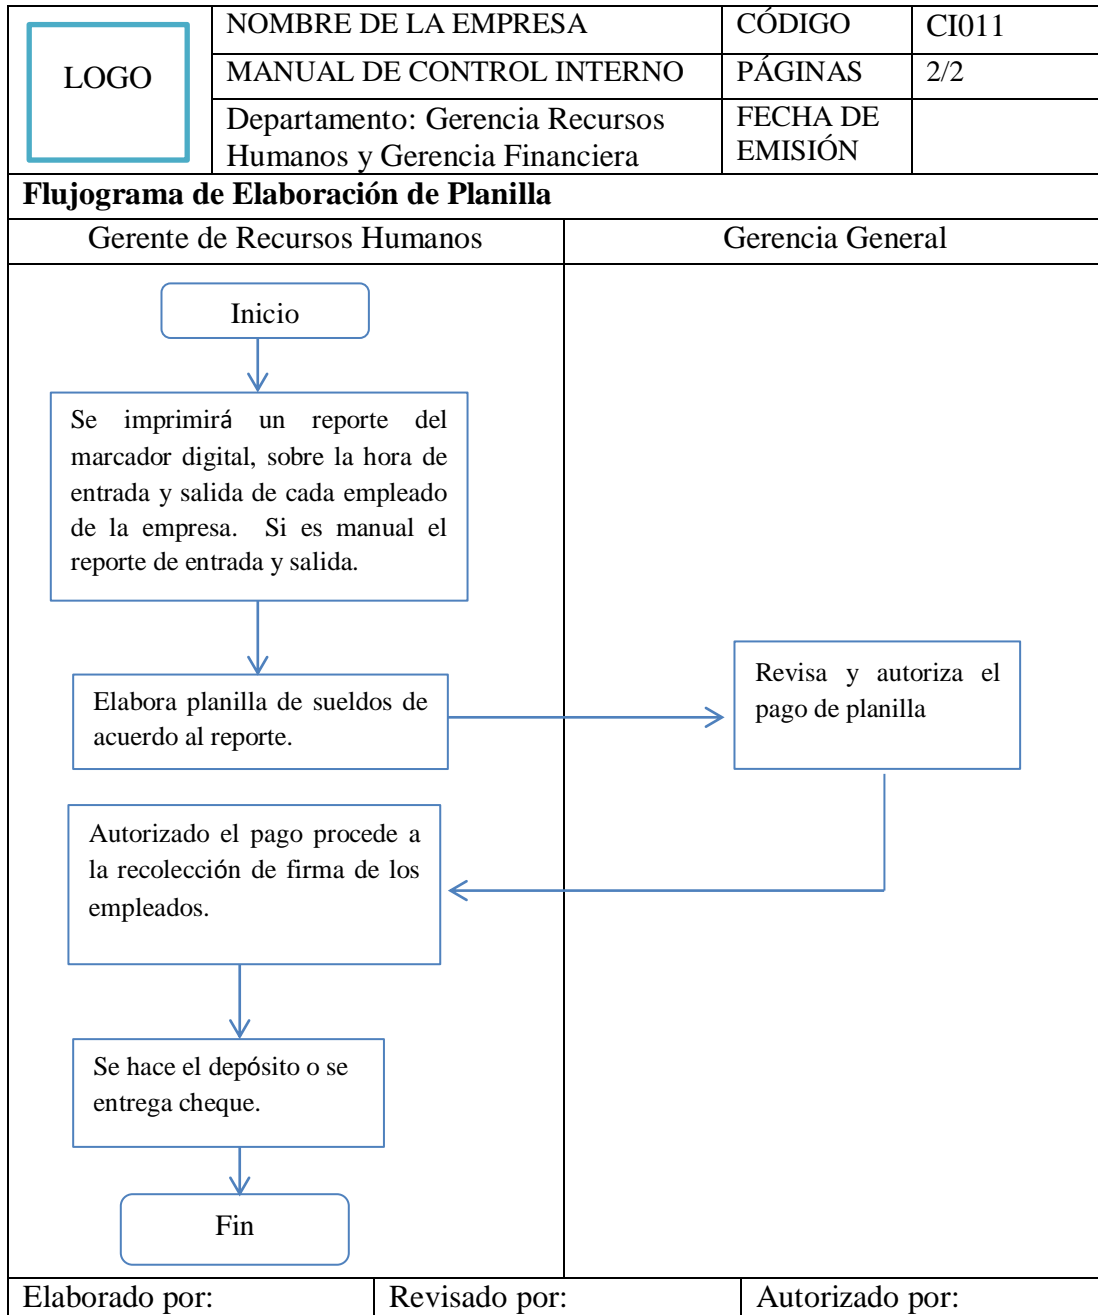 LOGO
NOMBRE DE LA EMPRESA
CÓDIGO
CI011
MANUAL DE CONTROL INTERNO
PÁGINAS
2/2
Departamento: Gerencia Recursos
Humanos y Gerencia Financiera
FECHA DE
EMISIÓN
Flujograma de Elaboración de Planilla
Gerente de Recursos Humanos
Gerencia General
Inicio
Se imprimirá un reporte del
marcador digital, sobre la hora de
entrada y salida de cada empleado
de la empresa. Si es manual el
reporte de entrada y salida.
Elabora planilla de sueldos de
acuerdo al reporte.
Revisa y autoriza el
pago de planilla
Autorizado el pago procede a
la recolección de firma de los
empleados.
Se hace el depósito o se
entrega cheque.
Fin
Elaborado por:
Revisado por:
Autorizado por: